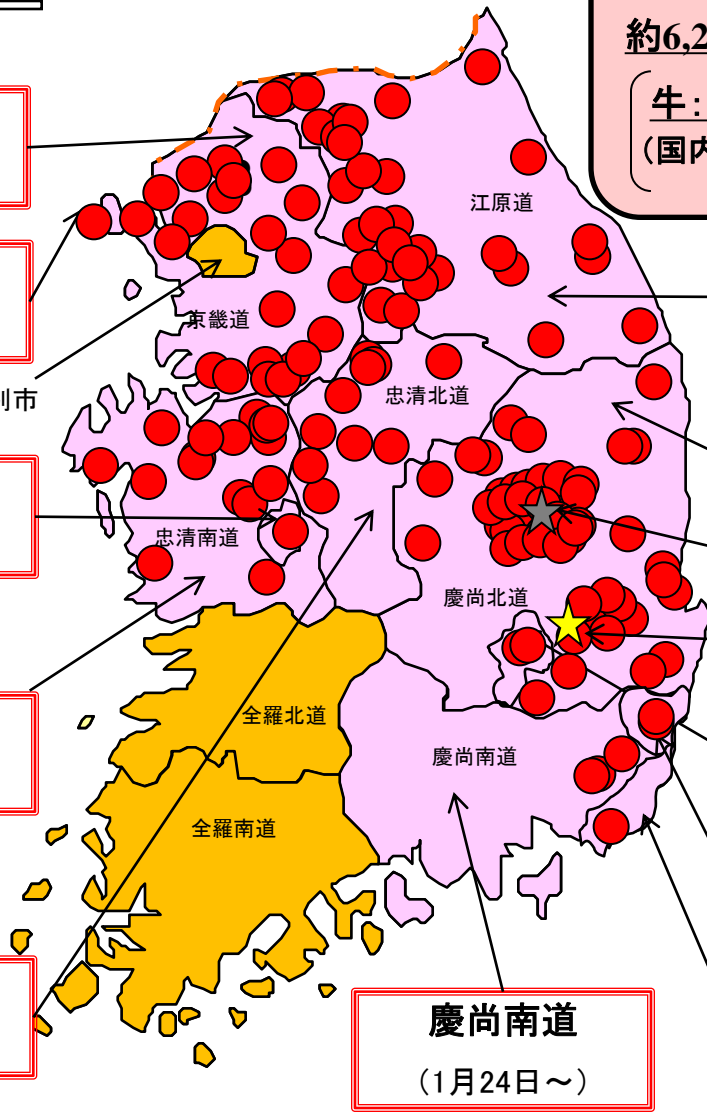 約6,2
牛：
（国内
江原道
京畿道
別市
忠清北道
忠清南道
慶尚北道
全羅北道
慶尚南道
全羅南道
慶尚南道
（1月24日～）